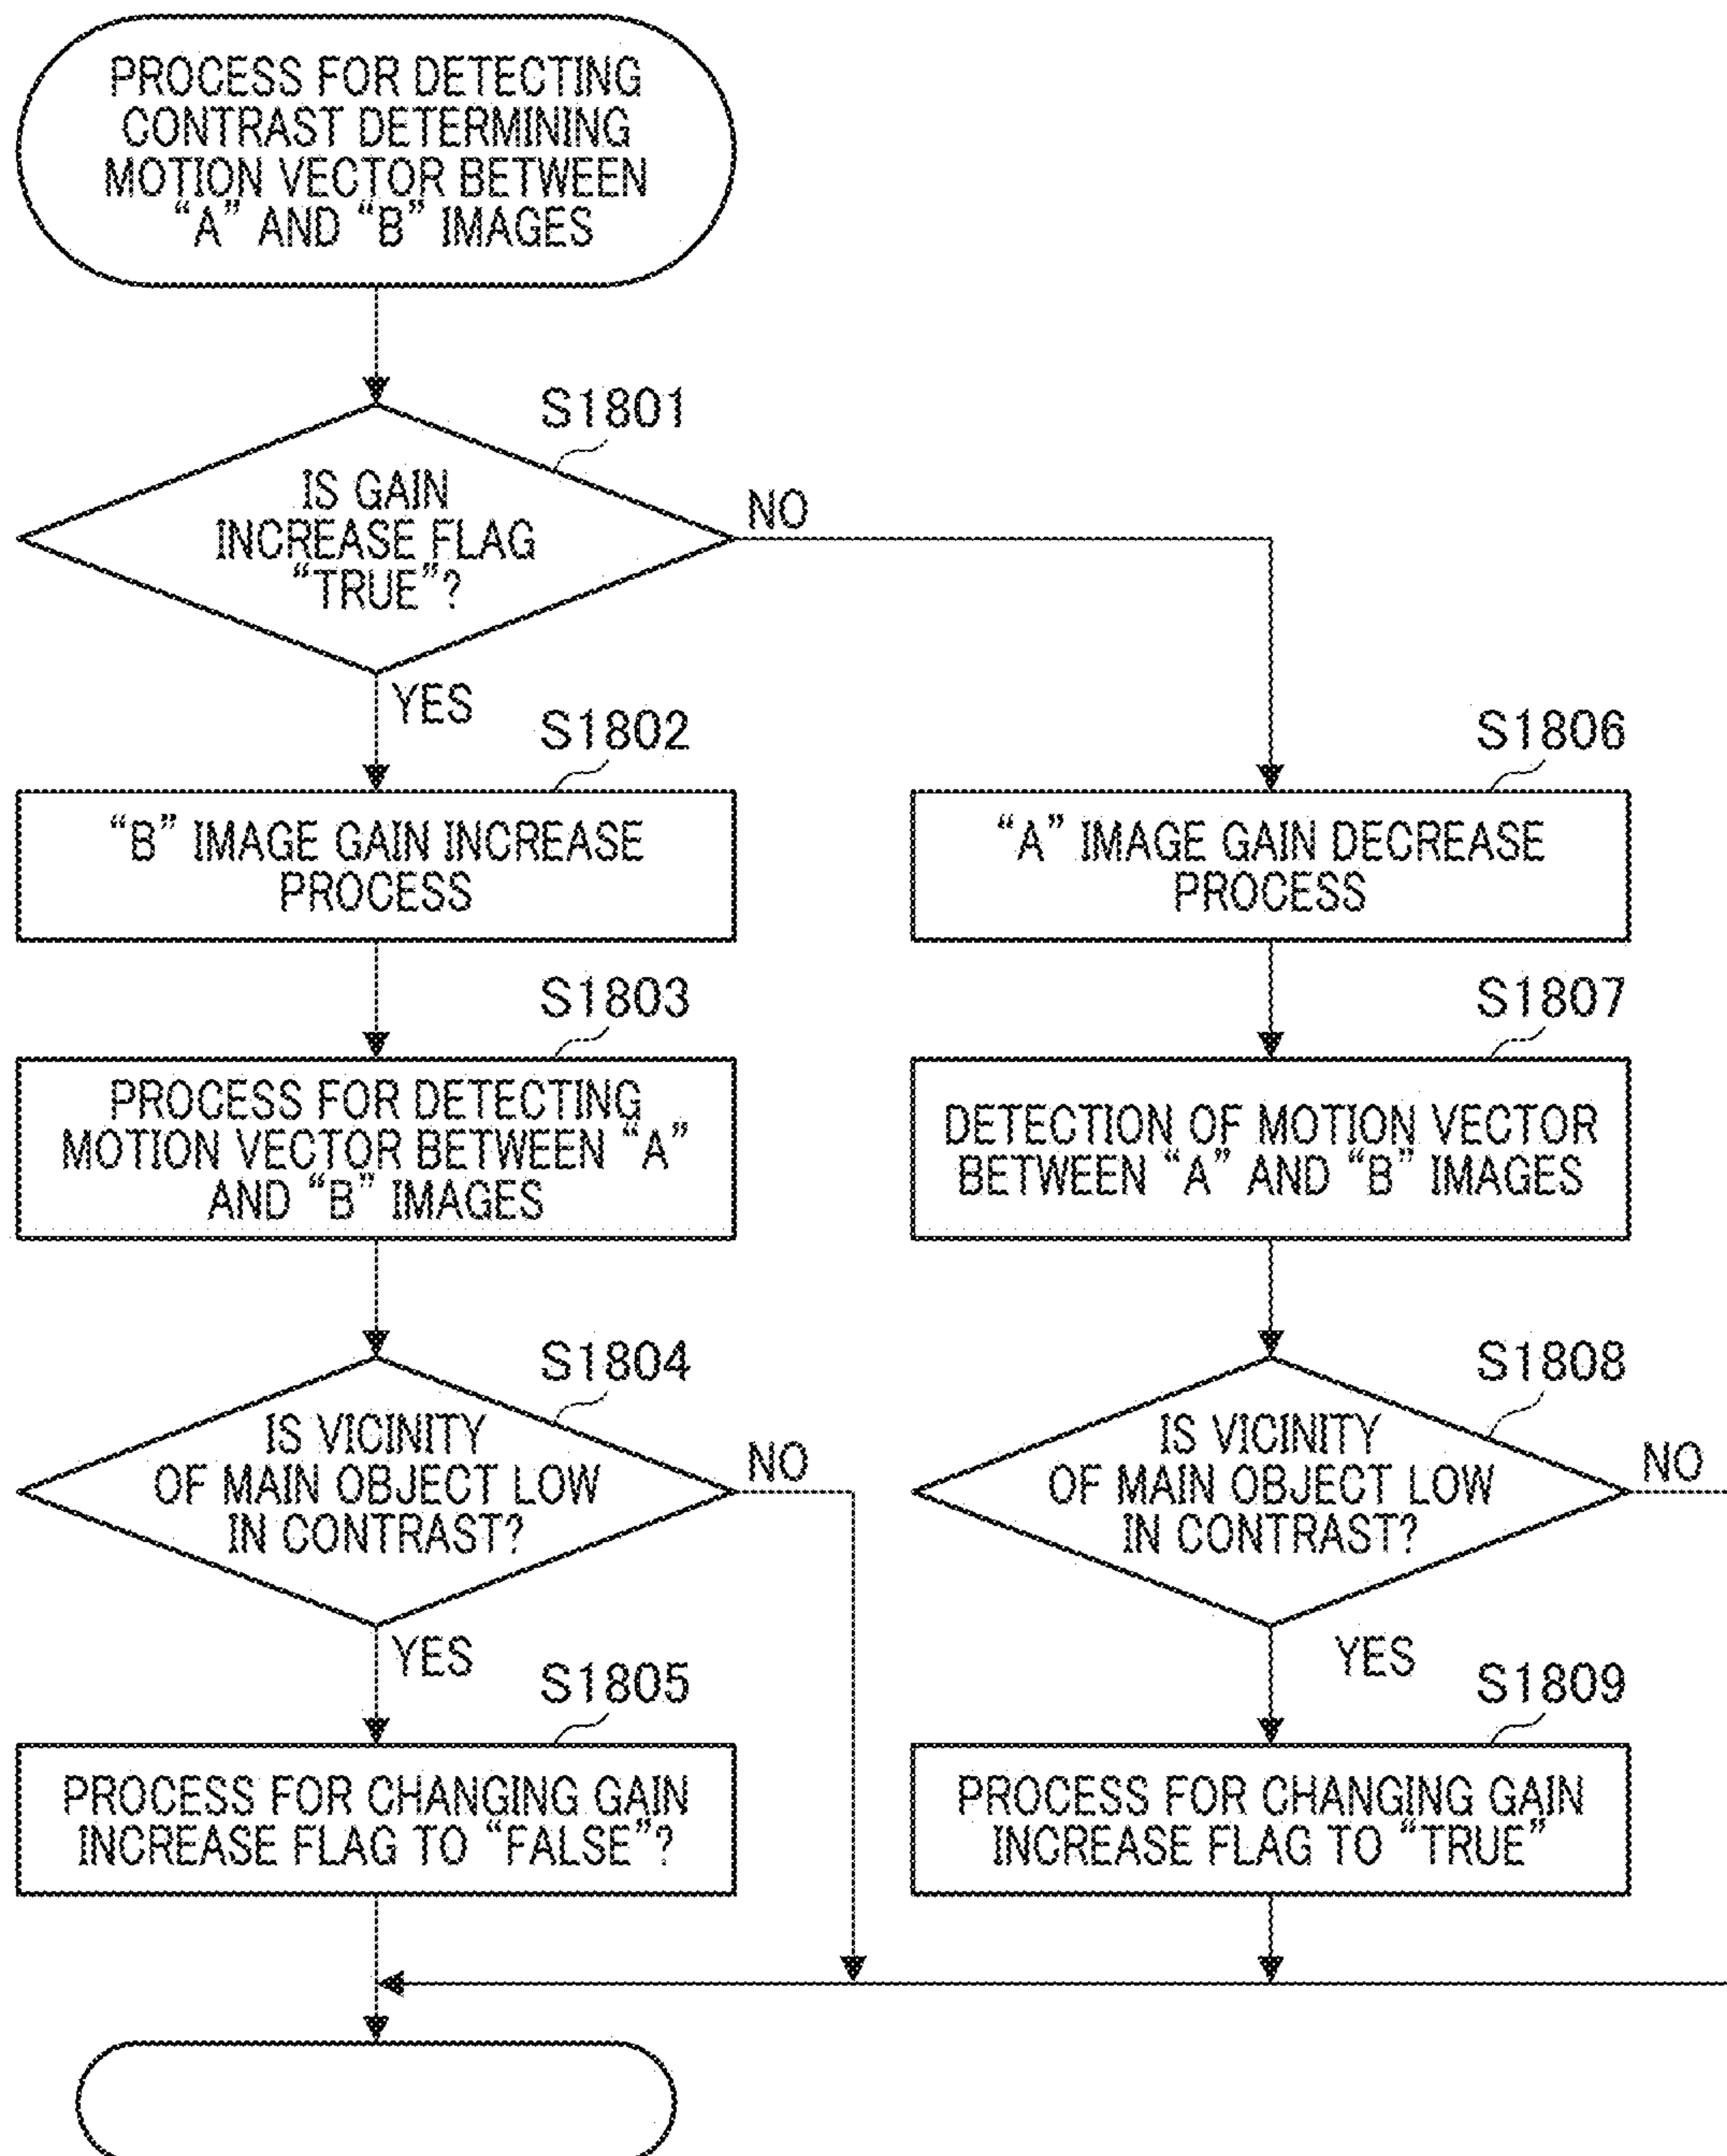 PROCESS FOR DETECTING
CONTRAST DETERMINING
MOTION VECTOR BETWEEN
“A” AND “B” IMAGES
S1801
IS GAIN
INCREASE FLAG
“TRUE”?
NO
YES
S1802
“B” IMAGE GAIN INCREASE
PROCESS
S1803
PROCESS FOR DETECTING
MOTION VECTOR BETWEEN “A”
AND “B” IMAGES
S1804
IS VICINITY
OF MAIN OBJECT LOW
IN CONTRAST?
NO
YES
S1805
PROCESS FOR CHANGING GAIN
INCREASE FLAG TO “FALSE”?
S1806
“A” IMAGE GAIN DECREASE
PROCESS
S1807
DETECTION OF MOTION VECTOR
BETWEEN “A” AND “B” IMAGES
S1808
IS VICINITY
OF MAIN OBJECT LOW
IN CONTRAST?
NO
YES
S1809
PROCESS FOR CHANGING GAIN
INCREASE FLAG TO “TRUE”